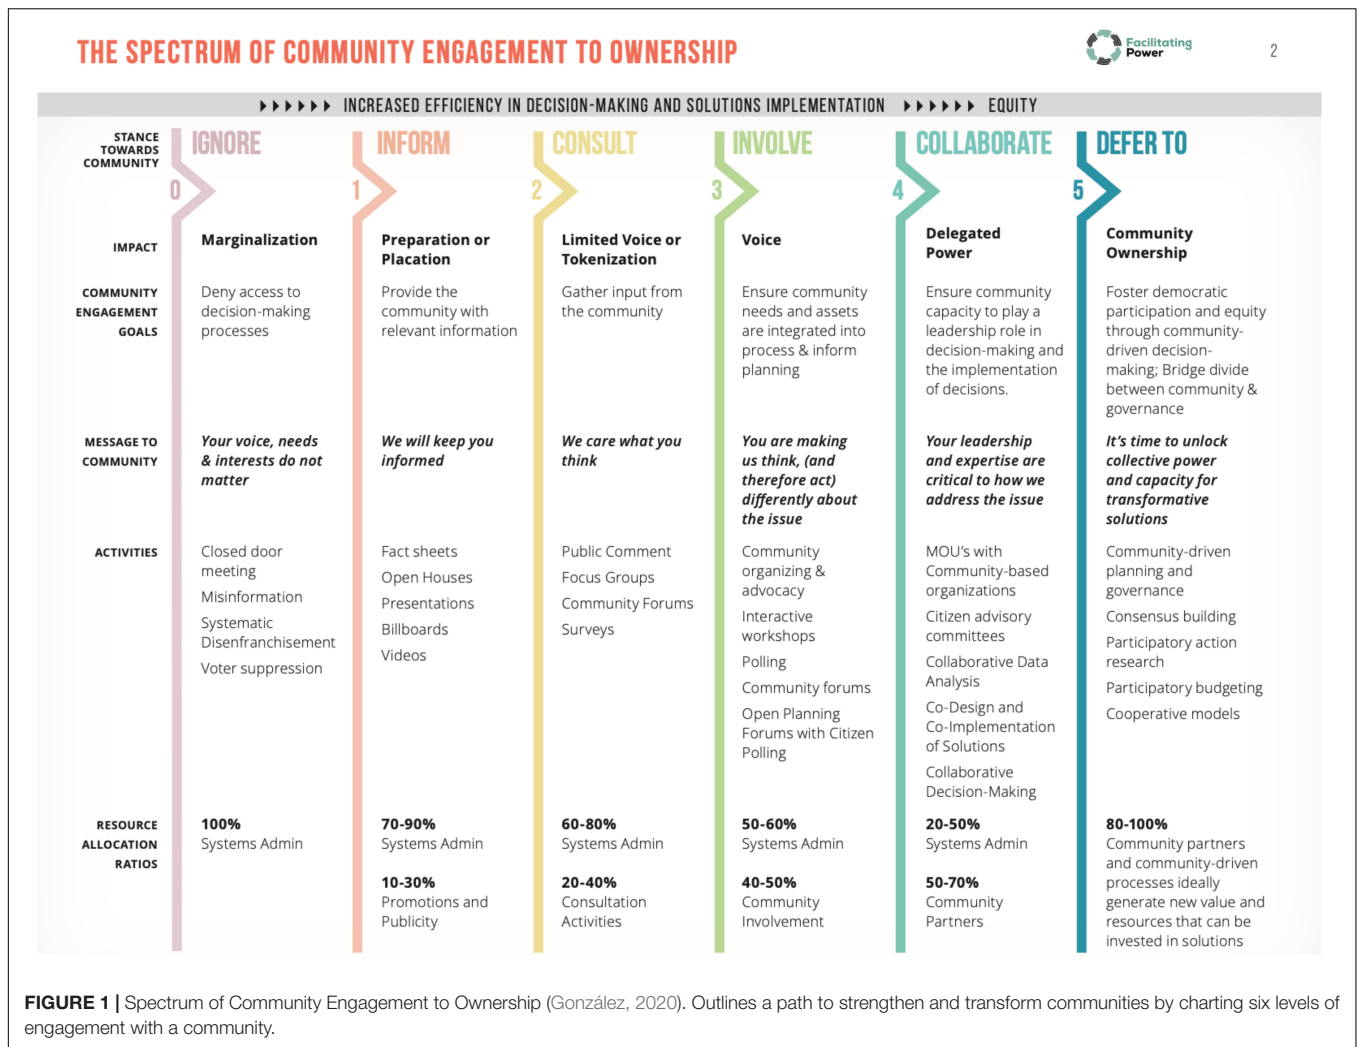 THE SPECTRUM OF COMMUNITY ENGAGEMENT TO OWNERSHIP
Facilitating
Power
2
INCREASED EFFICIENCY IN DECISION-MAKING AND SOLUTIONS IMPLEMENTATION
EQUITY
STANCE
TOWARDS
COMMUNITY
IGNORE
INFORM
CONSULT
INVOLVE
COLLABORATE
DEFER TO
0
1
2
3
4
5
IMPACT
Marginalization
Preparation or
Placation
Limited Voice or
Tokenization
Voice
Delegated
Power
Community
Ownership
COMMUNITY
ENGAGEMENT
GOALS
Deny access to
decision-making
processes
Provide the
community with
relevant information
Gather input from
the community
Ensure community
needs and assets
are integrated into
process & inform
planning
Ensure community
capacity to play a
leadership role in
decision-making and
the implementation
of decisions.
Foster democratic
participation and equity
through community-
driven decision-
making; Bridge divide
between community &
governance
MESSAGE TO
COMMUNITY
Your voice, needs
& interests do not
matter
We will keep you
informed
We care what you
think
You are making
us think, (and
therefore act)
differently about
the issue
Your leadership
and expertise are
critical to how we
address the issue
It's time to unlock
collective power
and capacity for
transformative
solutions
ACTIVITIES
Closed door
meeting
Misinformation
Systematic
Disenfranchisement
Voter suppression
Fact sheets
Open Houses
Presentations
Billboards
Videos
Public Comment
Focus Groups
Community Forums
Surveys
Community
organizing &
advocacy
Interactive
workshops
Polling
Community forums
Open Planning
Forums with Citizen
Polling
MOU's with
Community-based
organizations
Citizen advisory
committees
Collaborative Data
Analysis
Co-Design and
Co-Implementation
of Solutions
Collaborative
Decision-Making
Community-driven
planning and
governance
Consensus building
Participatory action
research
Participatory budgeting
Cooperative models
RESOURCE
ALLOCATION
RATIOS
100%
Systems Admin
70-90%
Systems Admin
10-30%
Promotions and
Publicity
60-80%
Systems Admin
20-40%
Consultation
Activities
50-60%
Systems Admin
40-50%
Community
Involvement
20-50%
Systems Admin
50-70%
Community
Partners
80-100%
Community partners
and community-driven
processes ideally
generate new value and
resources that can be
invested in solutions
FIGURE 1 | Spectrum of Community Engagement to Ownership (González, 2020). Outlines a path to strengthen and transform communities by charting six levels of
engagement with a community.